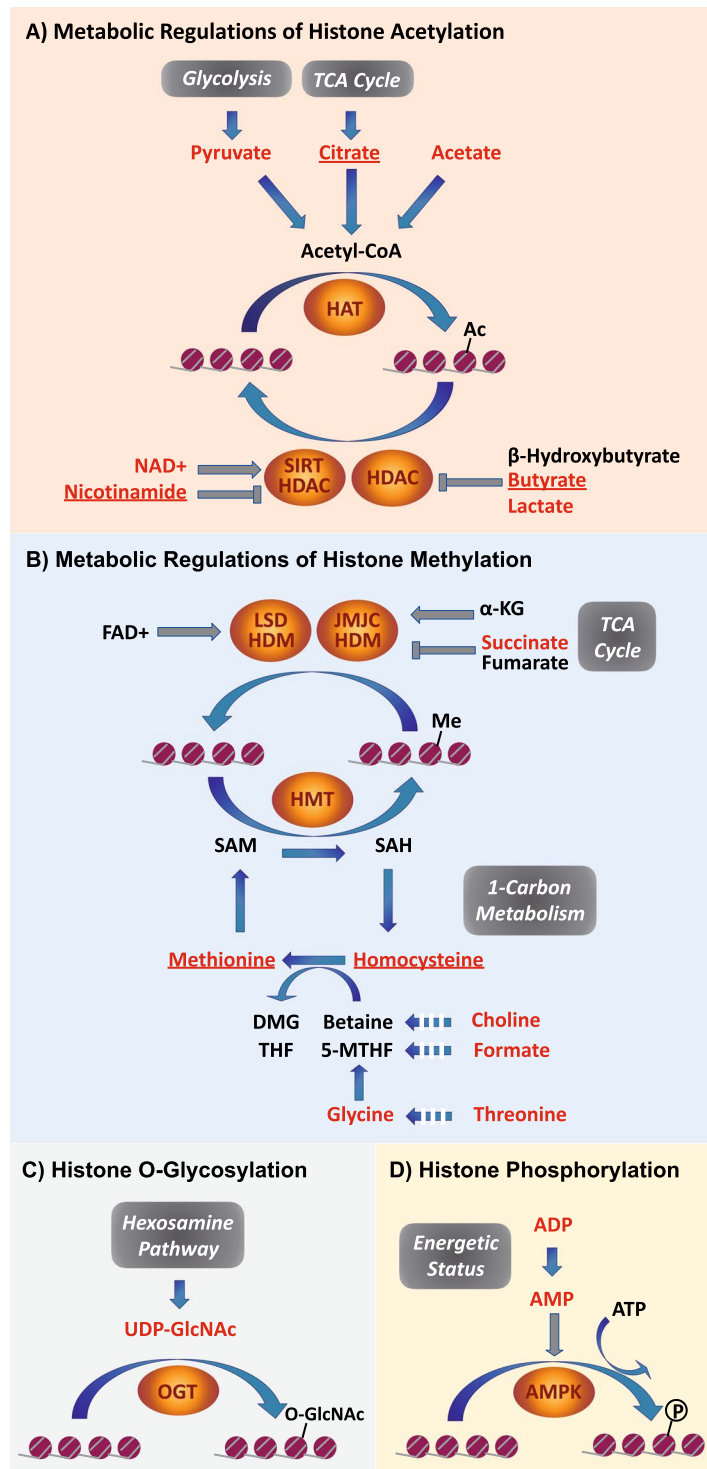 A) Metabolic Regulations of Histone Acetylation
Glycolysis
TCA Cycle
Pyruvate
Citrate
Acetate
Acetyl-CoA
HAT
Ac
NAD+
Nicotinamide
SIRT
HDAC
HDAC
β-Hydroxybutyrate
Butyrate
Lactate
B) Metabolic Regulations of Histone Methylation
FAD+
LSD
HDM
JMJC
HDM
α-KG
Succinate
Fumarate
TCA
Cycle
Me
HMT
SAM
SAH
1-Carbon
Metabolism
Methionine
Homocysteine
DMG
Betaine
Choline
THF
5-MTHF
Formate
Glycine
Threonine
C) Histone O-Glycosylation
Hexosamine
Pathway
UDP-GlcNAc
OGT
O-GlcNAc
D) Histone Phosphorylation
Energetic
Status
ADP
AMP
ATP
AMPK
P